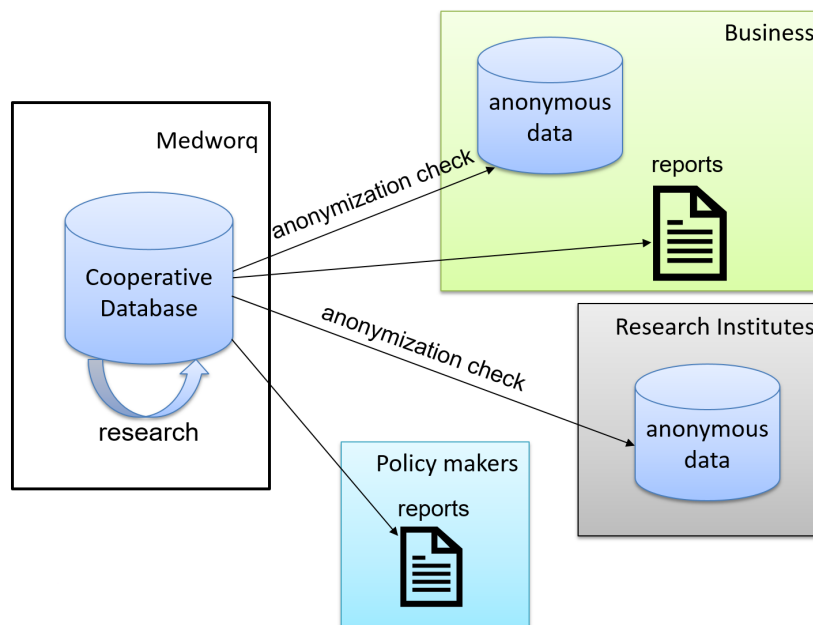 Business
anonymous
data
reports
Medworq
anonymization check
Cooperative
Database
research
anonymization check
Research Institutes
anonymous
data
Policy makers
reports